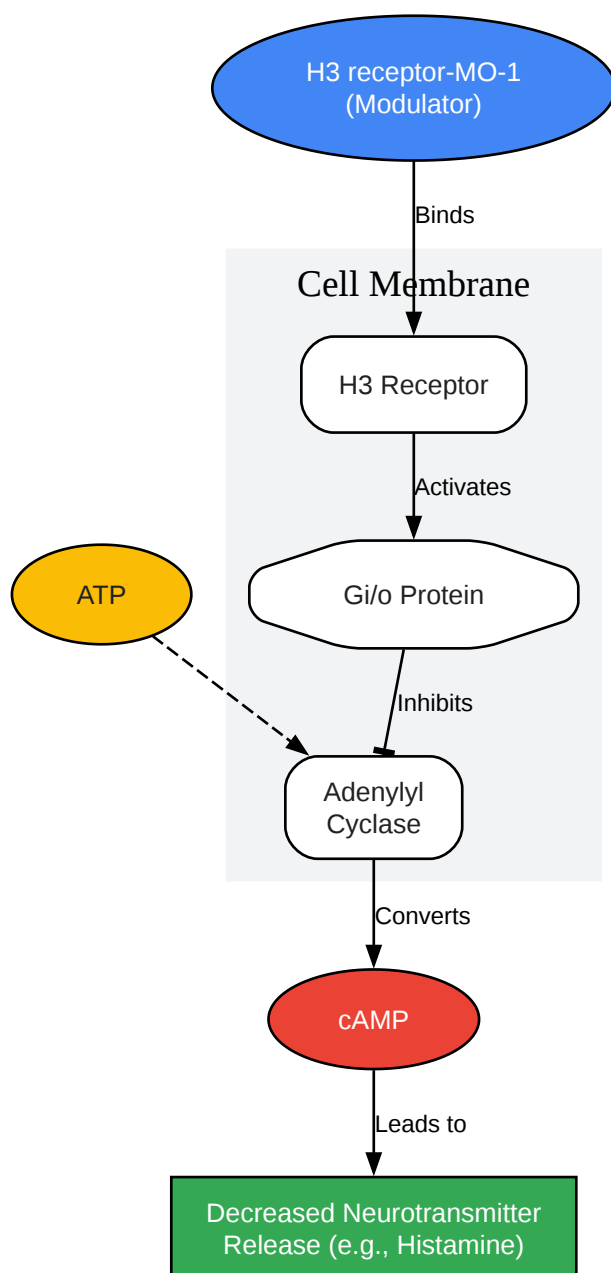 H3 receptor-MO-1
(Modulator)
Binds
Cell Membrane
H3 Receptor
Activates
ATP
Gi/o Protein
Inhibits
Adenylyl
Cyclase
Converts
cAMP
Leads to
Decreased Neurotransmitter
Release (e.g., Histamine)